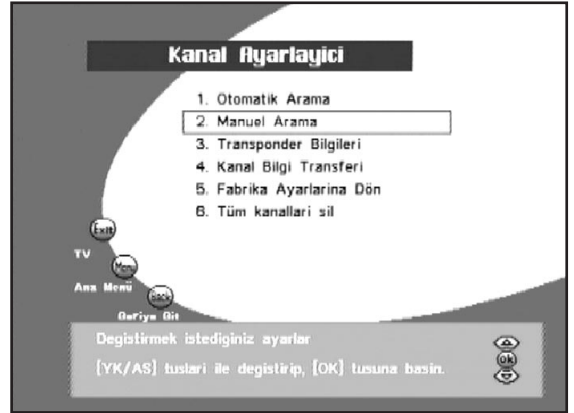 Kanal Ayarlayici
1. Otomatik Arama
2. Manuel Arama
3. Transponder Bilgileri
4. Kanal Bilgi Transferi
5. Fabrika Ayarlarina Dön
6. Tüm kanallari sil
Exit
TV
Menu
Ana Menü
back
Geriye Git
Degistirmek istediginiz ayarlar
[YK/AS] tuslari ile degistirip, [OK] tusuna basin.
ok